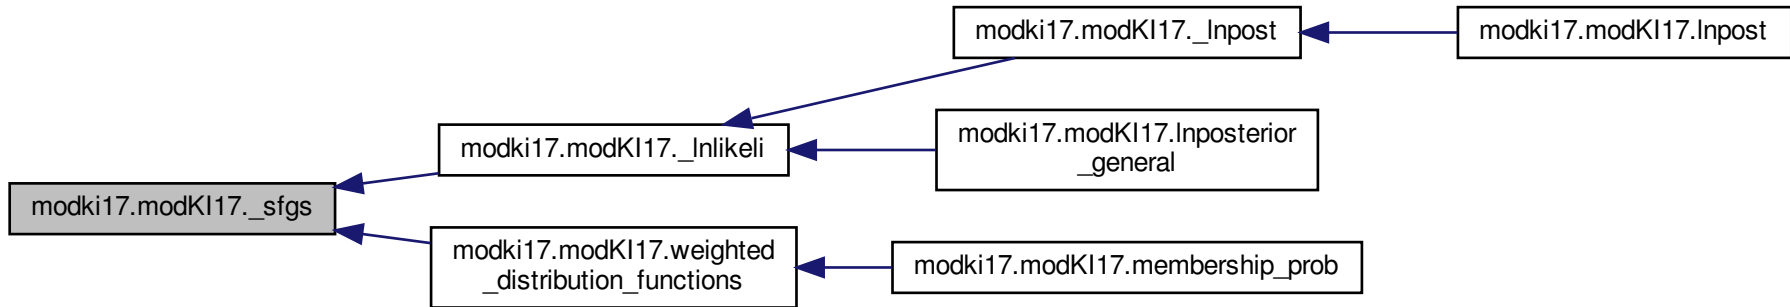 modki17.modKI17._lnpost
modki17.modKI17.lnpost
modki17.modKI17._lnlikeli
modki17.modKI17.lnposterior
_general
modki17.modKI17._sfgs
modki17.modKI17.weighted
_distribution_functions
modki17.modKI17.membership_prob